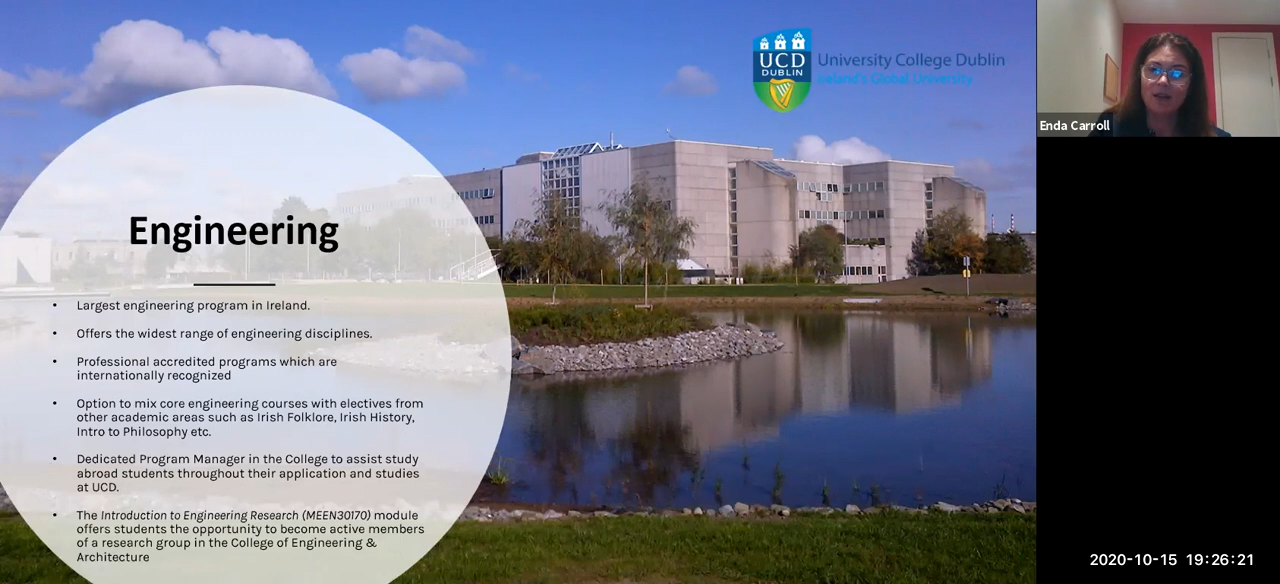 UCD
DUBLIN
University College Dublin
Ireland's Global University
Enda Carroll
Engineering
• Largest engineering program in Ireland.
• Offers the widest range of engineering disciplines.
• Professional accredited programs which are
internationally recognized
• Option to mix core engineering courses with electives from
other academic areas such as Irish Folklore, Irish History,
Intro to Philosophy etc.
• Dedicated Program Manager in the College to assist study
abroad students throughout their application and studies
at UCD.
• The Introduction to Engineering Research (MEEN30170) module
offers students the opportunity to become active members
of a research group in the College of Engineering &
Architecture
2020-10-15 19:26:21